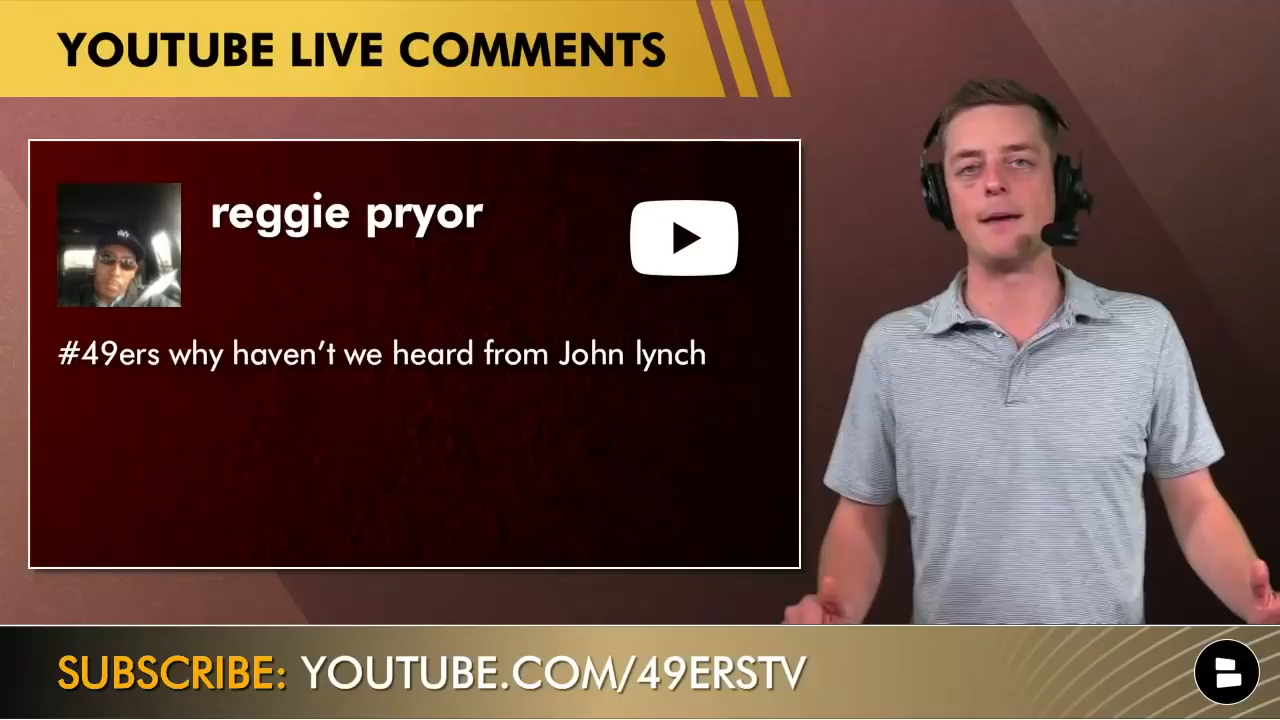 YOUTUBE LIVE COMMENTS
reggie pryor
#49ers why haven't we heard from John lynch
SUBSCRIBE: YOUTUBE.COM/49ERSTV